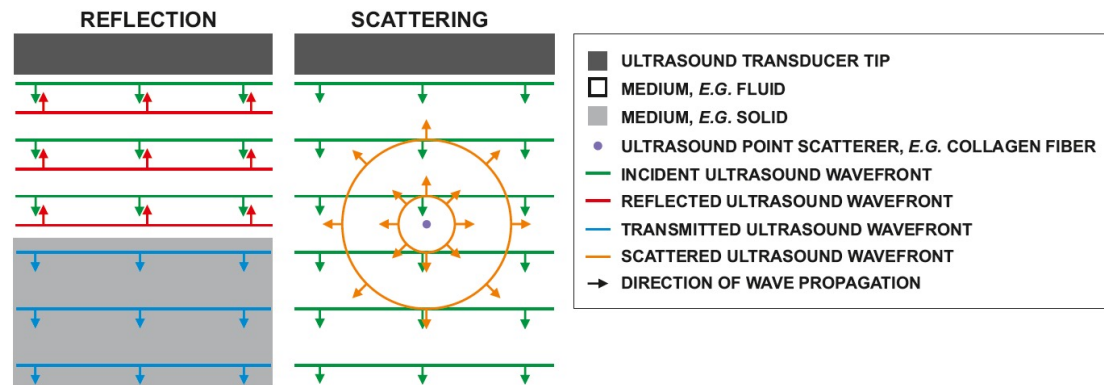 REFLECTION
SCATTERING
ULTRASOUND TRANSDUCER TIP
MEDIUM, E.G. FLUID
MEDIUM, E.G. SOLID
ULTRASOUND POINT SCATTERER, E.G. COLLAGEN FIBER
INCIDENT ULTRASOUND WAVEFRONT
REFLECTED ULTRASOUND WAVEFRONT
TRANSMITTED ULTRASOUND WAVEFRONT
SCATTERED ULTRASOUND WAVEFRONT
DIRECTION OF WAVE PROPAGATION